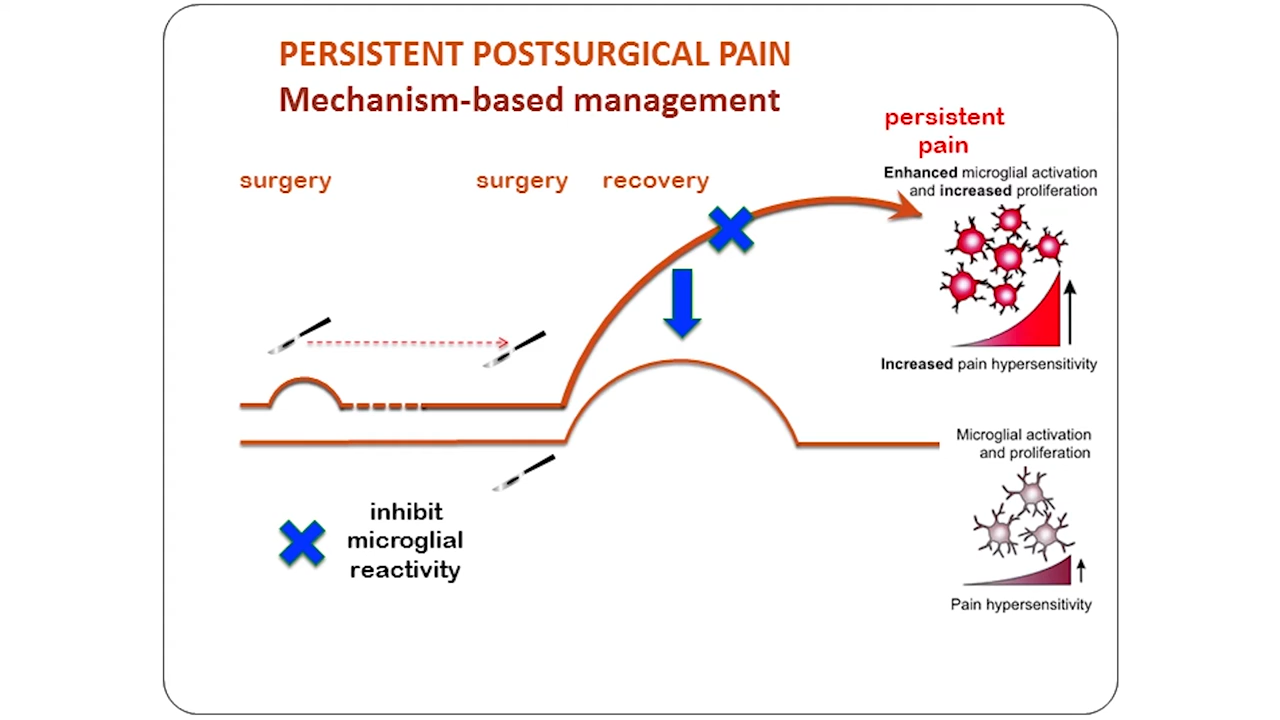 PERSISTENT POSTSURGICAL PAIN
Mechanism-based management
surgery
surgery
recovery
persistent
pain
Enhanced microglial activation
and increased proliferation
Increased pain hypersensitivity
Microglial activation
and proliferation
Pain hypersensitivity
inhibit
microglial
reactivity